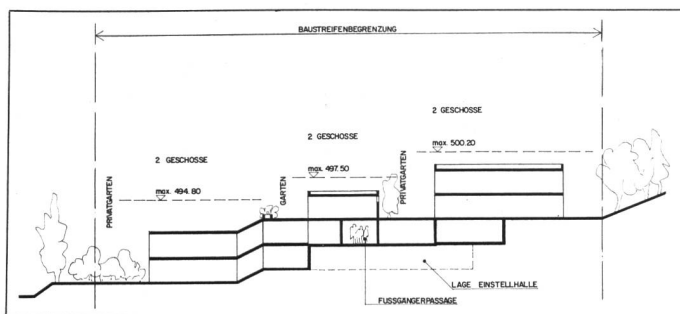 BAUSTREIFENBEGRENZUNG
2 GESCHOSSE
2 GESCHOSSE
2 GESCHOSSE
max. 500.20
max. 497.50
max. 494.80
PRIVATGARTEN
GARTEN
PRIVATGARTEN
LAGE EINSTELLHALLE
FUSSGÄNGERPASSAGE